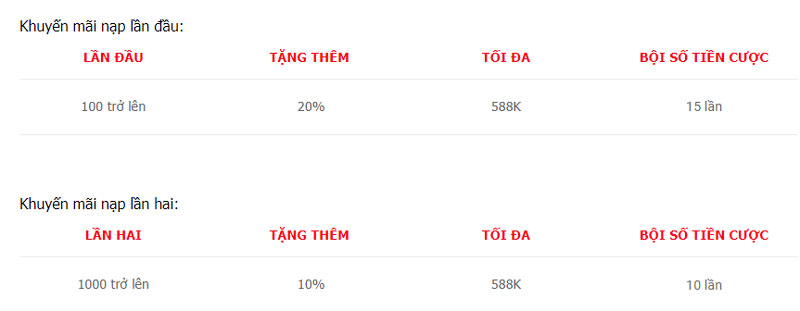 Khuyến mãi nạp lần đầu:
LẦN ĐẦU TẶNG THÊM TỐI ĐA BỘI SỐ TIỀN CƯỢC
100 trở lên 20% 588K 15 lần
Khuyến mãi nạp lần hai:
LẦN HAI TẶNG THÊM TỐI ĐA BỘI SỐ TIỀN CƯỢC
1000 trở lên 10% 588K 10 lần